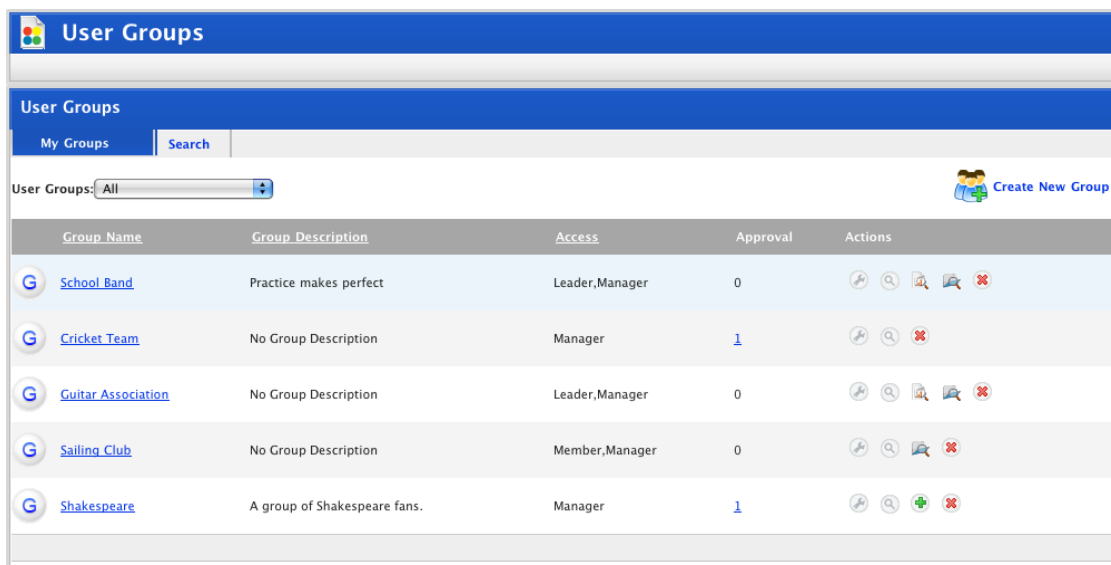 User Groups
User Groups
My Groups Search
User Groups: All Create New Group
Group Name Group Description Access Approval Actions
G School Band Practice makes perfect Leader,Manager 0
G Cricket Team No Group Description Manager 1
G Guitar Association No Group Description Leader,Manager 0
G Sailing Club No Group Description Member,Manager 0
G Shakespeare A group of Shakespeare fans. Manager 1